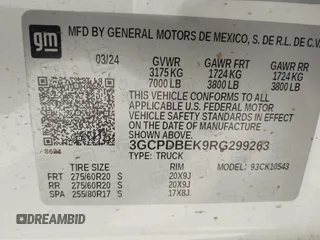 gm
MFD BY GENERAL MOTORS DE MEXICO, S. DE R.L. DE C.V.
03/24 GVWR GAWR FRT GAWR RR
3175 KG 1724 KG 1724 KG
7000 LB 3800 LB 3800 LB
THIS VEHICLE CONFORMS TO ALL
APPLICABLE U.S. FEDERAL MOTOR
VEHICLE SAFETY AND THEFT PREVENTION
STANDARDS IN EFFECT ON THE DATE OF
MANUFACTURE SHOWN ABOVE.
3GCPDBEK9RG299263
TYPE: TRUCK MODEL: 93CK10543
TIRE SIZE RIM
FRT 275/60R20 S 20X9J
RR 275/60R20 S 20X9J
SPA 255/80R17 S 17X8J
DREAMBID